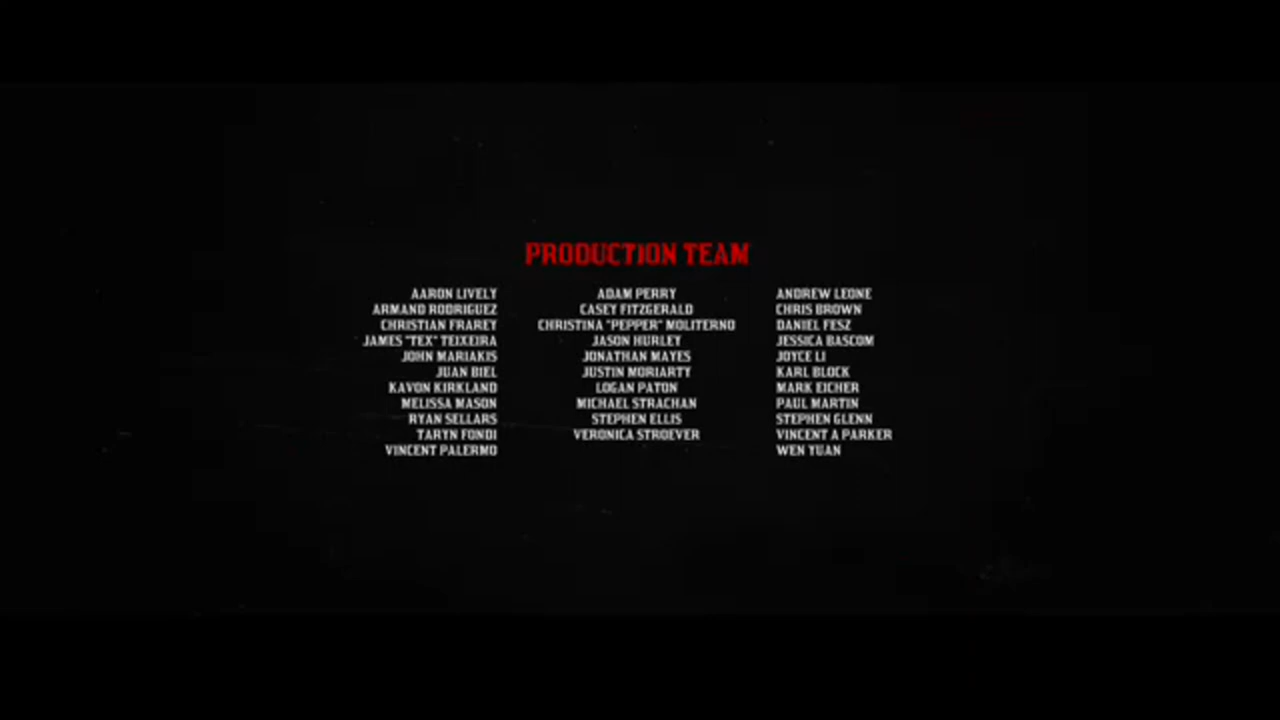 PRODUCTION TEAM
AARON LIVELY
ARMAND RODRIGUEZ
CHRISTIAN FRAREY
JAMES "TEX" TEIXEIRA
JOHN MARIAKIS
JUAN BIEL
KAVON KIRKLAND
MELISSA MASON
RYAN SELLARS
TARYN FONDI
VINCENT PALERMO
ADAM PERRY
CASEY FITZGERALD
CHRISTINA "PEPPER" MOLITERNO
JASON HURLEY
JONATHAN MAYES
JUSTIN MORIARTY
LOGAN PATON
MICHAEL STRACHAN
STEPHEN ELLIS
VERONICA STROEVER
ANDREW LEONE
CHRIS BROWN
DANIEL FESZ
JESSICA BASCOM
JOYCE LI
KARL BLOCK
MARK EICHER
PAUL MARTIN
STEPHEN GLENN
VINCENT A PARKER
WEN YUAN